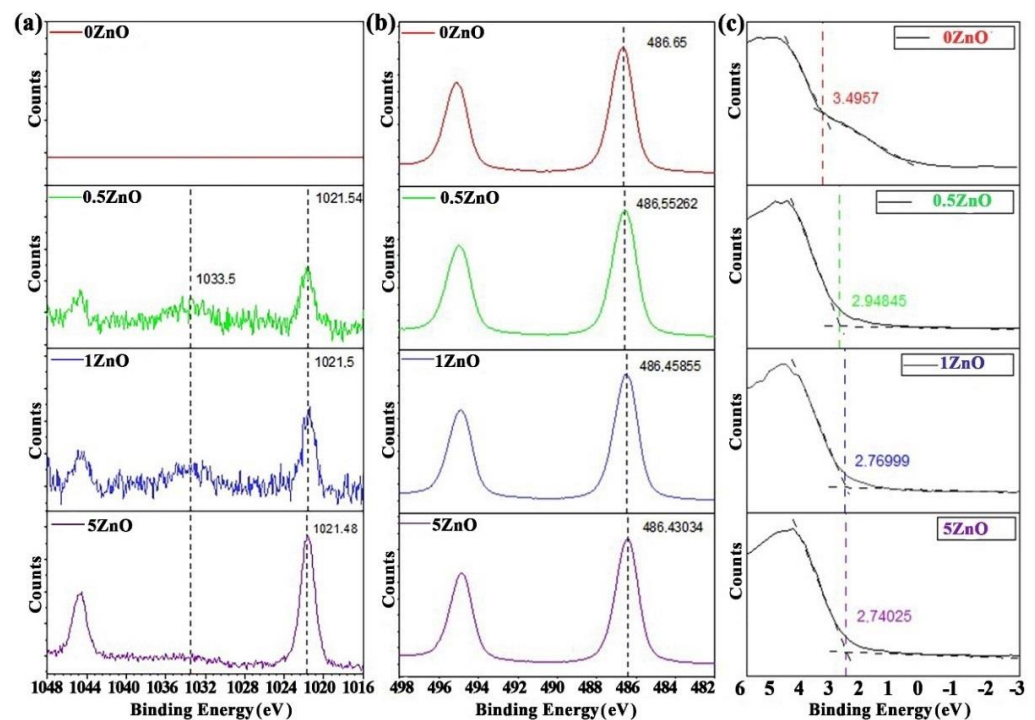 (a)
0ZnO
Counts
0.5ZnO
1021.54
1033.5
Counts
1ZnO
1021.5
Counts
5ZnO
1021.48
Counts
1048 1044 1040 1036 1032 1028 1024 1020 1016
Binding Energy (eV)
(b)
0ZnO
486.65
Counts
0.5ZnO
486.55262
Counts
1ZnO
486.45855
Counts
5ZnO
486.43034
Counts
498 496 494 492 490 488 486 484 482
Binding Energy (eV)
(c)
0ZnO
3.4957
Counts
0.5ZnO
2.94845
Counts
1ZnO
2.76999
Counts
5ZnO
2.74025
Counts
6 5 4 3 2 1 0 -1 -2 -3
Binding Energy (eV)